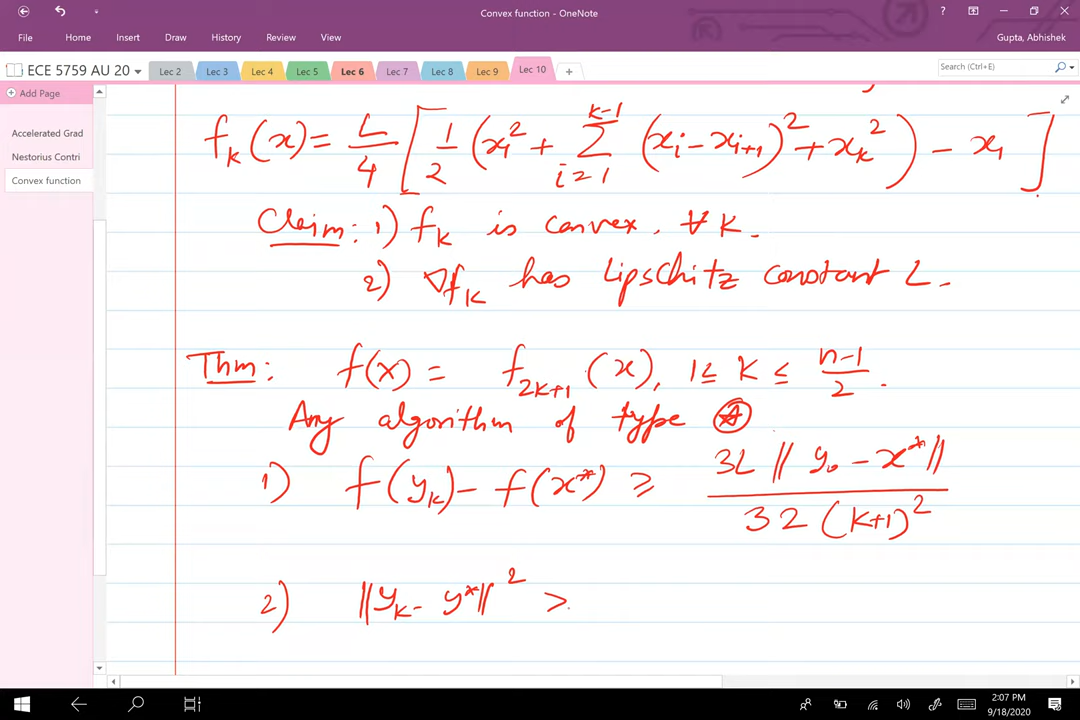 Convex function - OneNote
File Home Insert Draw History Review View
Gupta, Abhishek
ECE 5759 AU 20 Lec 2 Lec 3 Lec 4 Lec 5 Lec 6 Lec 7 Lec 8 Lec 9 Lec 10
Search (Ctrl+E)
Add Page
Accelerated Grad
Nestorius Contri
Convex function
f_k(x) = L/4 [ 1/2 (x_1^2 + ∑_{i=1}^{k-1} (x_i - x_{i+1})^2 + x_k^2) - x_1 ]
Claim: 1) f_k is convex, ∀ k.
2) ∇f_k has Lipschitz constant L.
Thm: f(x) = f_{2k+1}(x), 1 ≤ k ≤ (n-1)/2.
Any algorithm of type ⊛
1) f(y_k) - f(x*) ≥ 3L ‖y_0 - x*‖ / 32 (k+1)^2
2) ‖y_k - y*‖^2 >
2:07 PM
9/18/2020